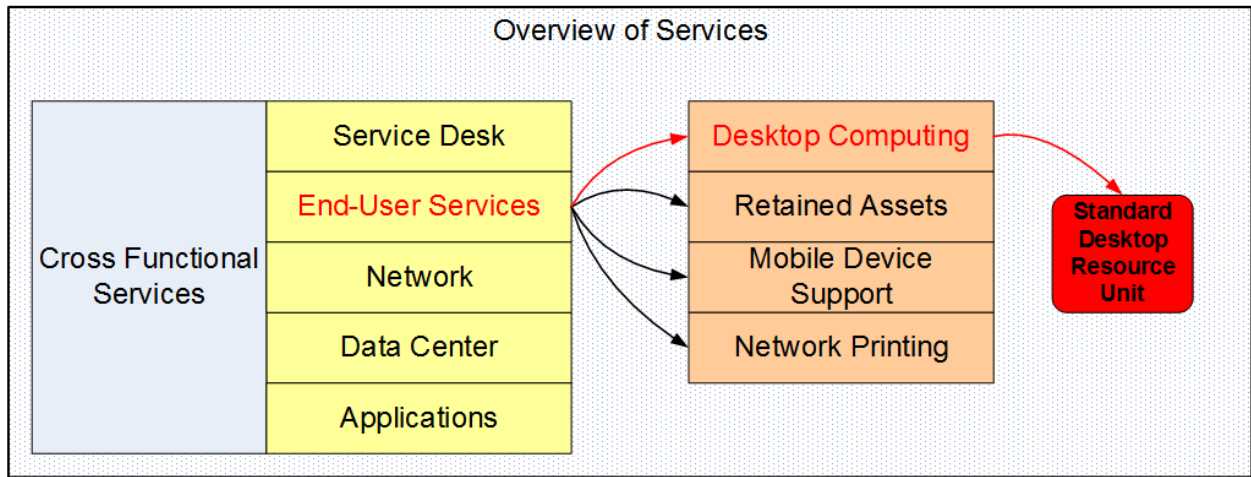 Overview of Services
Cross Functional
Services
Service Desk
End-User Services
Network
Data Center
Applications
Desktop Computing
Retained Assets
Mobile Device
Support
Network Printing
Standard
Desktop
Resource
Unit